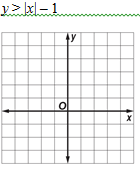 y > |x| – 1
y
O
x